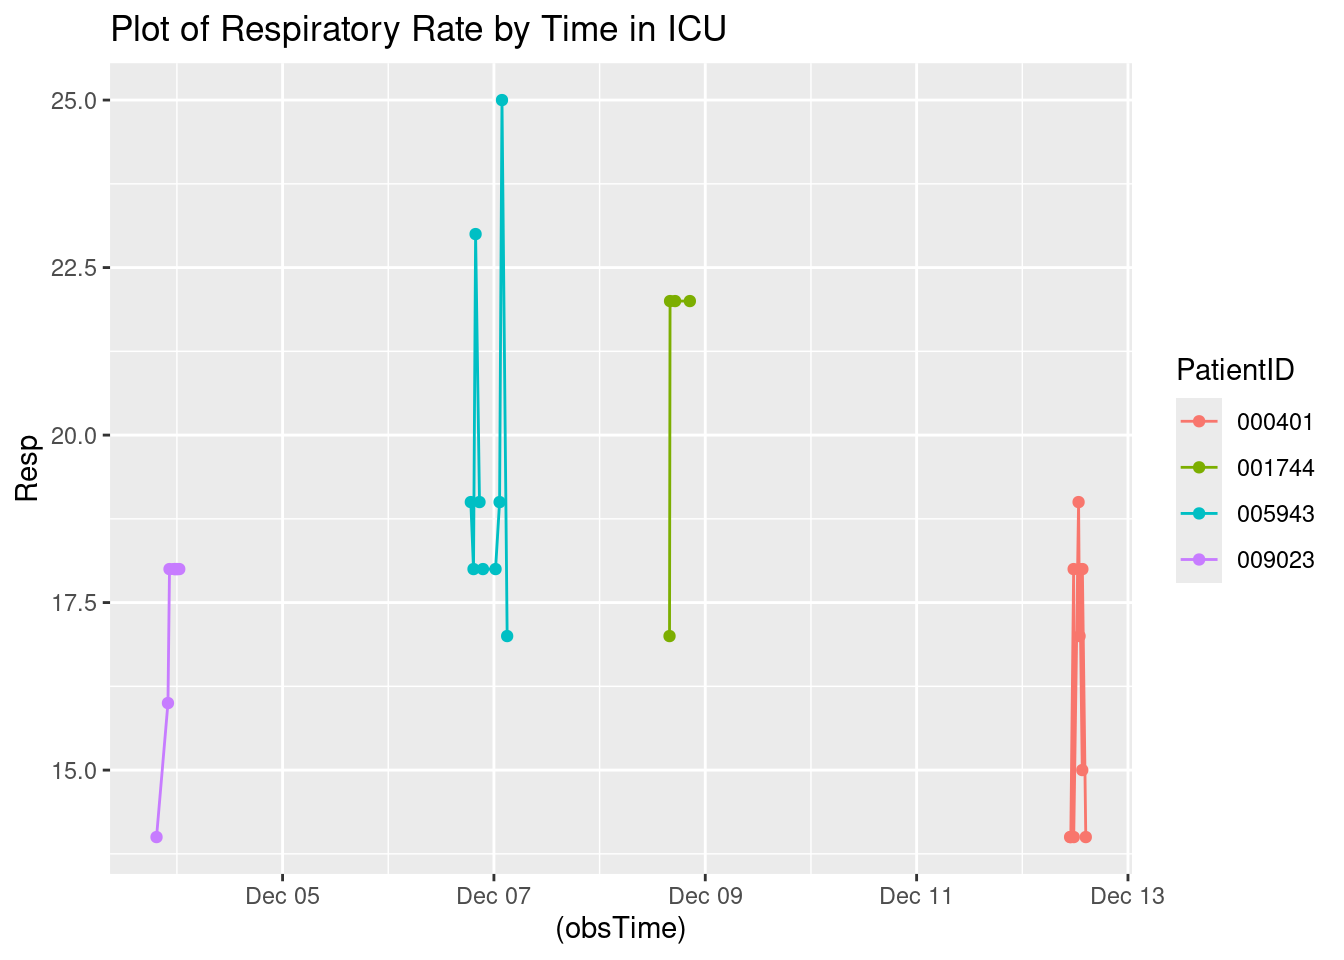 Plot of Respiratory Rate by Time in ICU
25.0
22.5
20.0
17.5
15.0
Resp
Dec 05
Dec 07
Dec 09
Dec 11
Dec 13
(obsTime)
PatientID
000401
001744
005943
009023